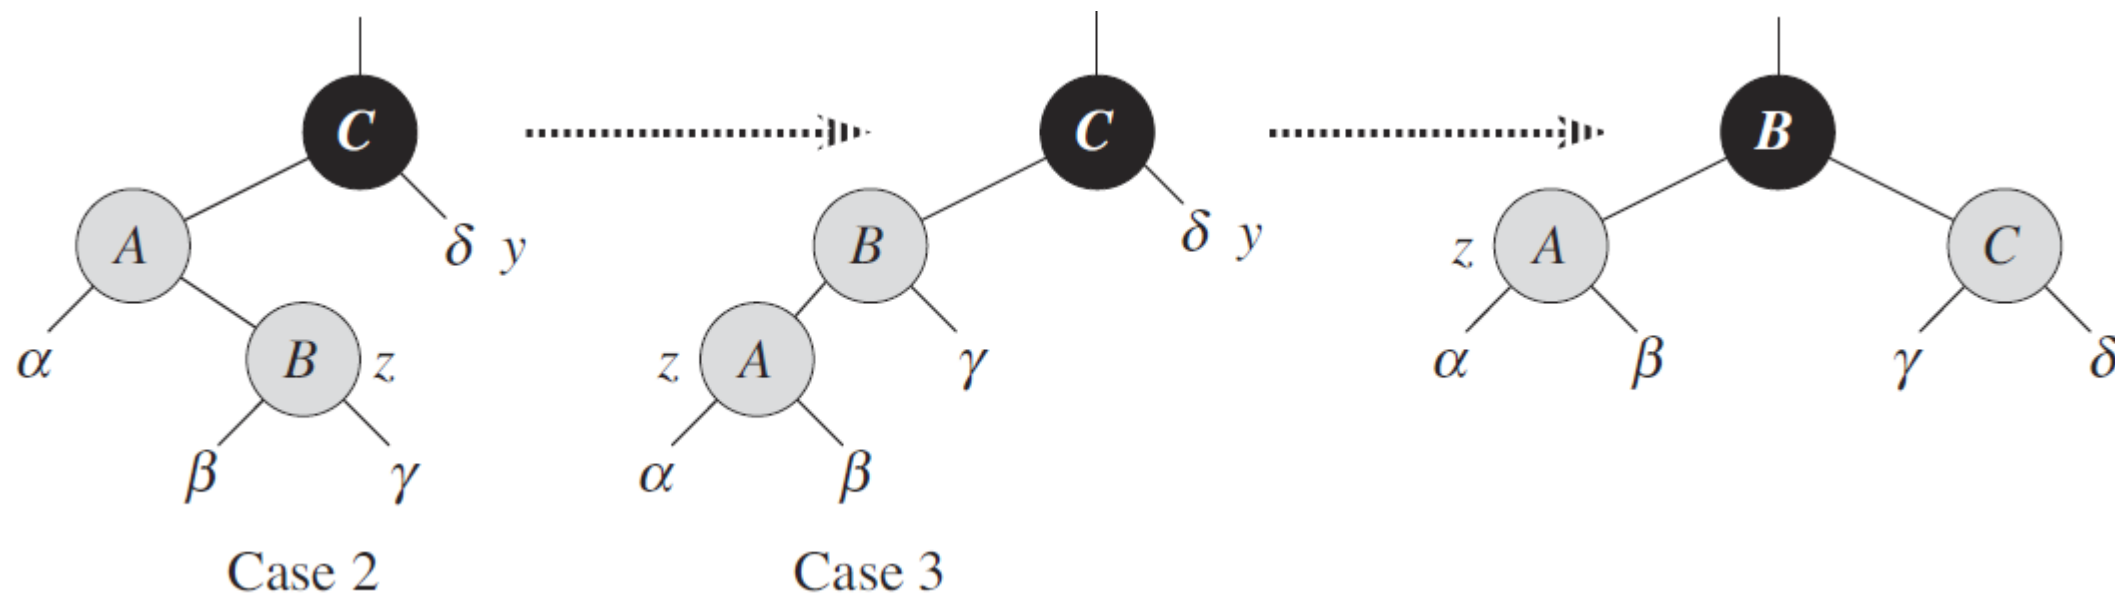 C C B
A δ y B δ y z A C
α B z z A γ α β γ δ
β γ α β
Case 2 Case 3